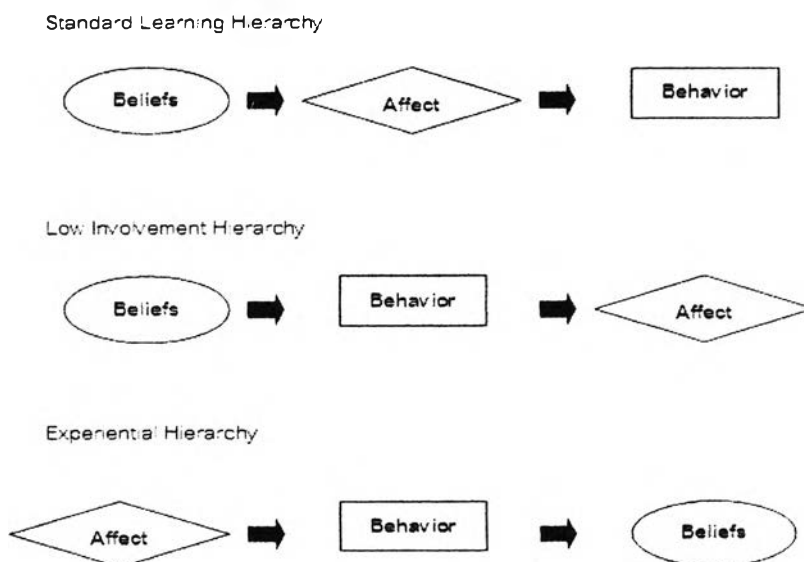 Standard Learning Hierarchy
Beliefs Affect Behavior
Low Involvement Hierarchy
Beliefs Behavior Affect
Experiential Hierarchy
Affect Behavior Beliefs